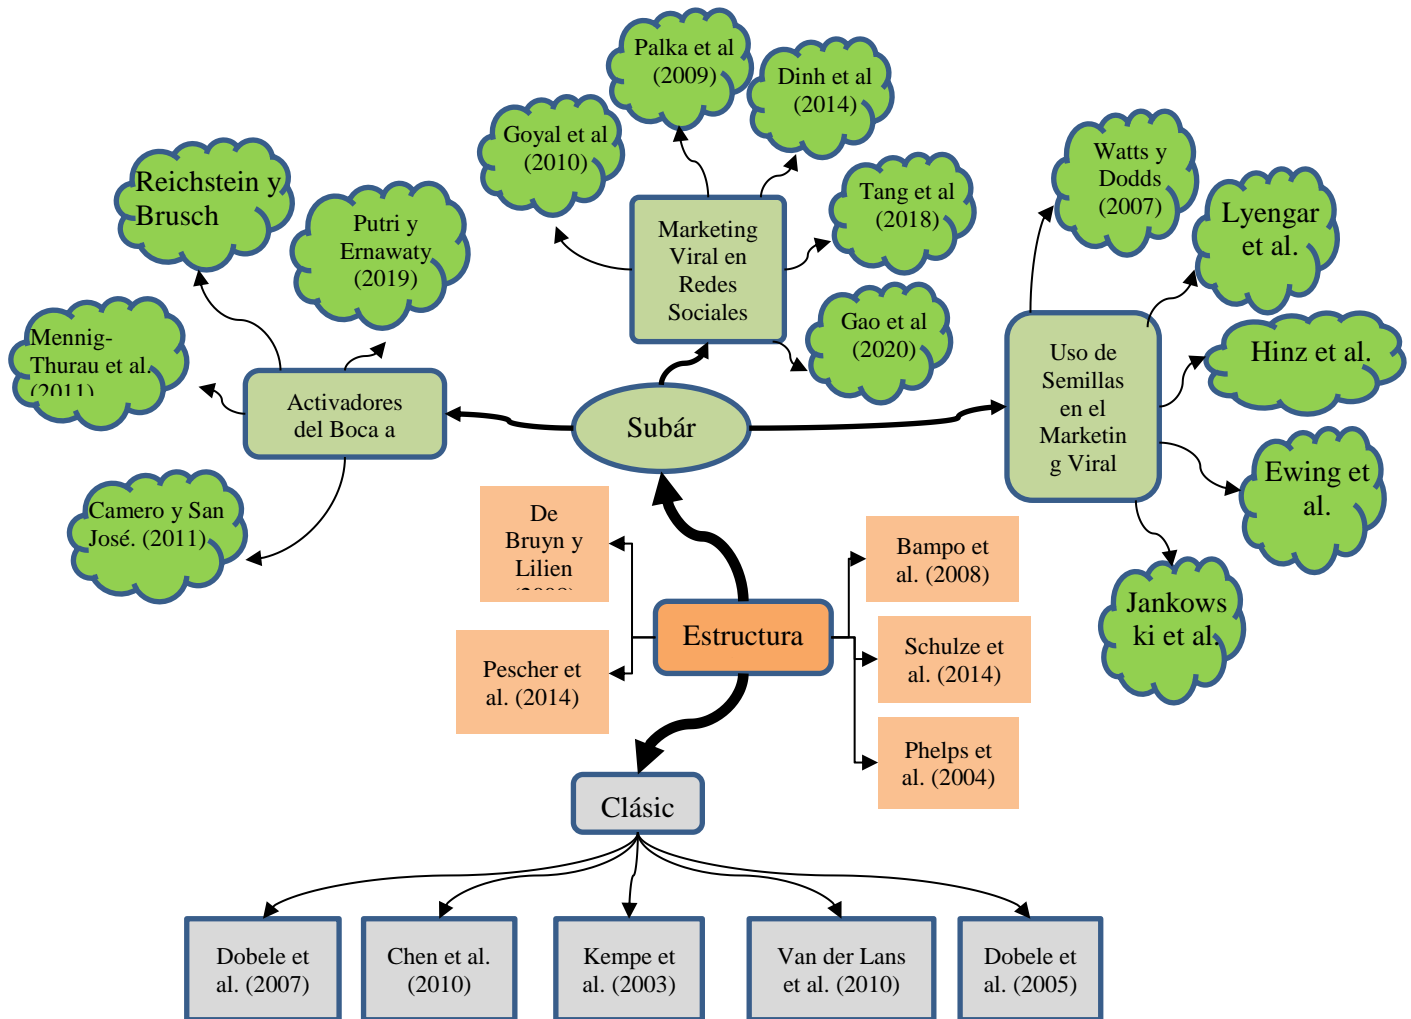 Palka et al
(2009)
Dinh et al
(2014)
Goyal et al
(2010)
Tang et al
(2018)
Gao et al
(2020)
Marketing
Viral en
Redes
Sociales
Watts y
Dodds
(2007)
Lyengar
et al.
Hinz et al.
Ewing et
al.
Jankows
ki et al.
Uso de
Semillas
en el
Marketin
g Viral
Reichstein y
Brusch
Putri y
Ernawaty
(2019)
Mennig-
Thurau et al.
(2011)
Camero y San
José. (2011)
Activadores
del Boca a
Subár
De
Bruyn y
Lilien
Pescher et
al. (2014)
Estructura
Bampo et
al. (2008)
Schulze et
al. (2014)
Phelps et
al. (2004)
Clásic
Dobele et
al. (2007)
Chen et al.
(2010)
Kempe et
al. (2003)
Van der Lans
et al. (2010)
Dobele et
al. (2005)